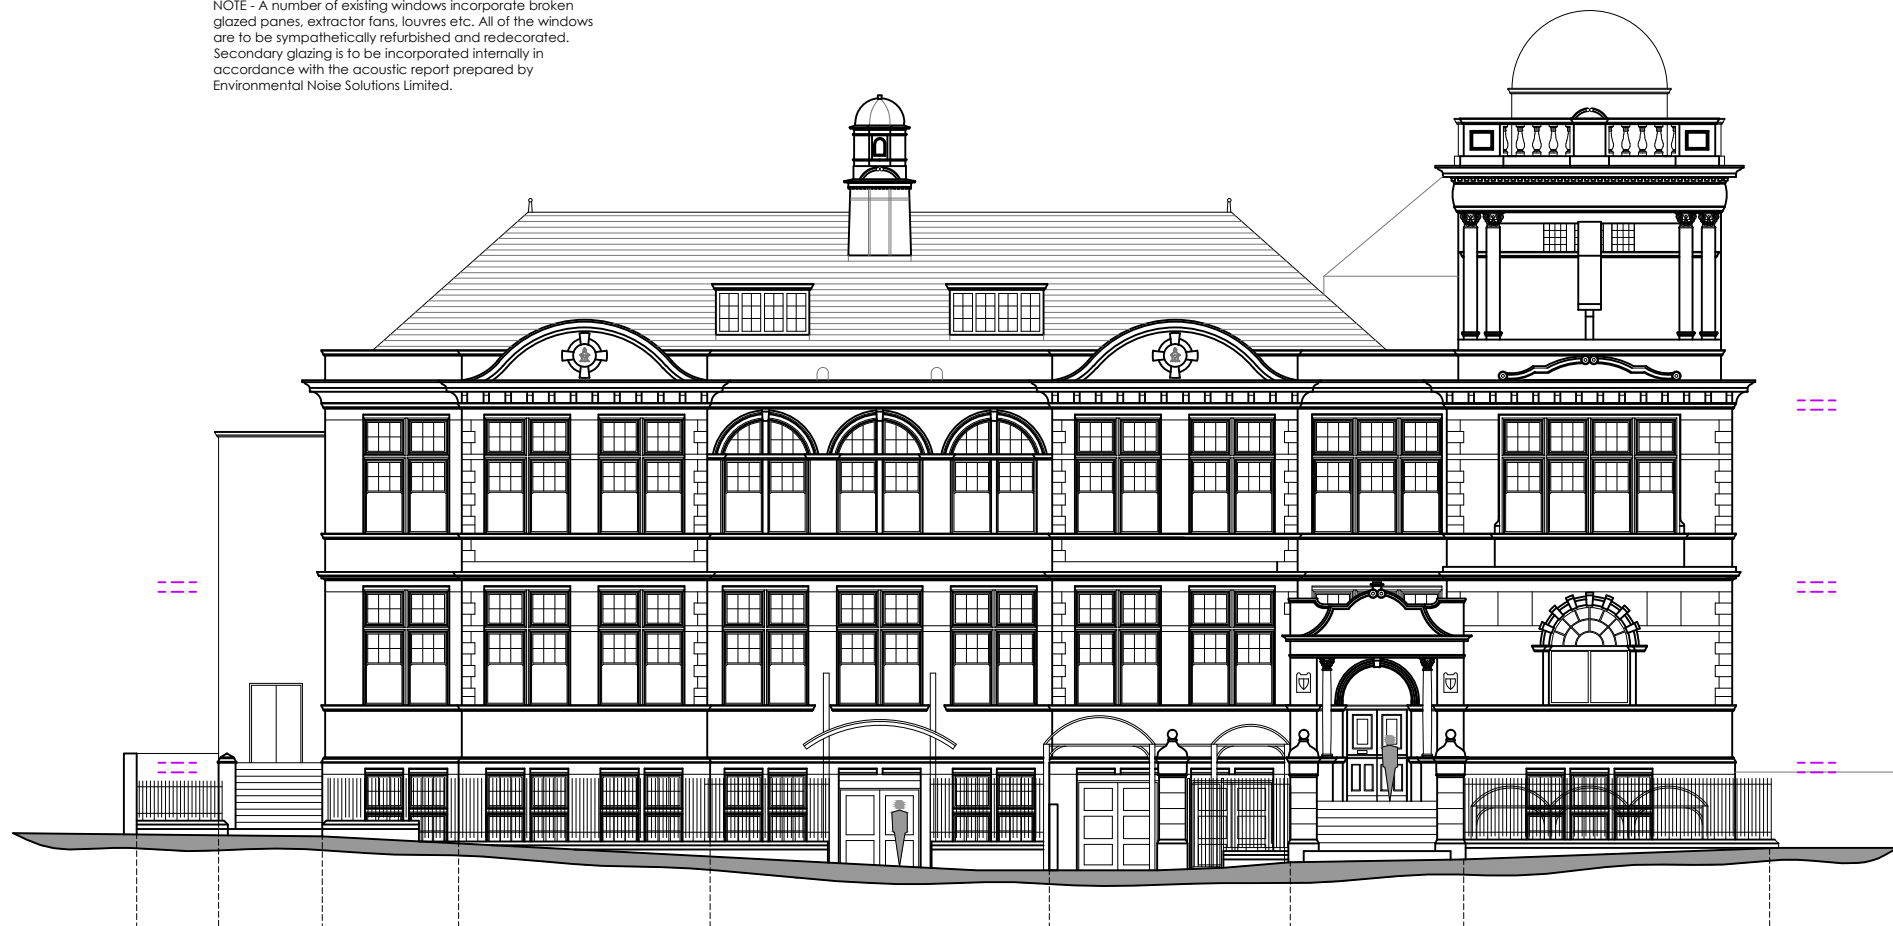 NOTE - A number of existing windows incorporate broken
glazed panes, extractor fans, louvres etc. All of the windows
are to be sympathetically refurbished and redecorated.
Secondary glazing is to be incorporated internally in
accordance with the acoustic report prepared by
Environmental Noise Solutions Limited.